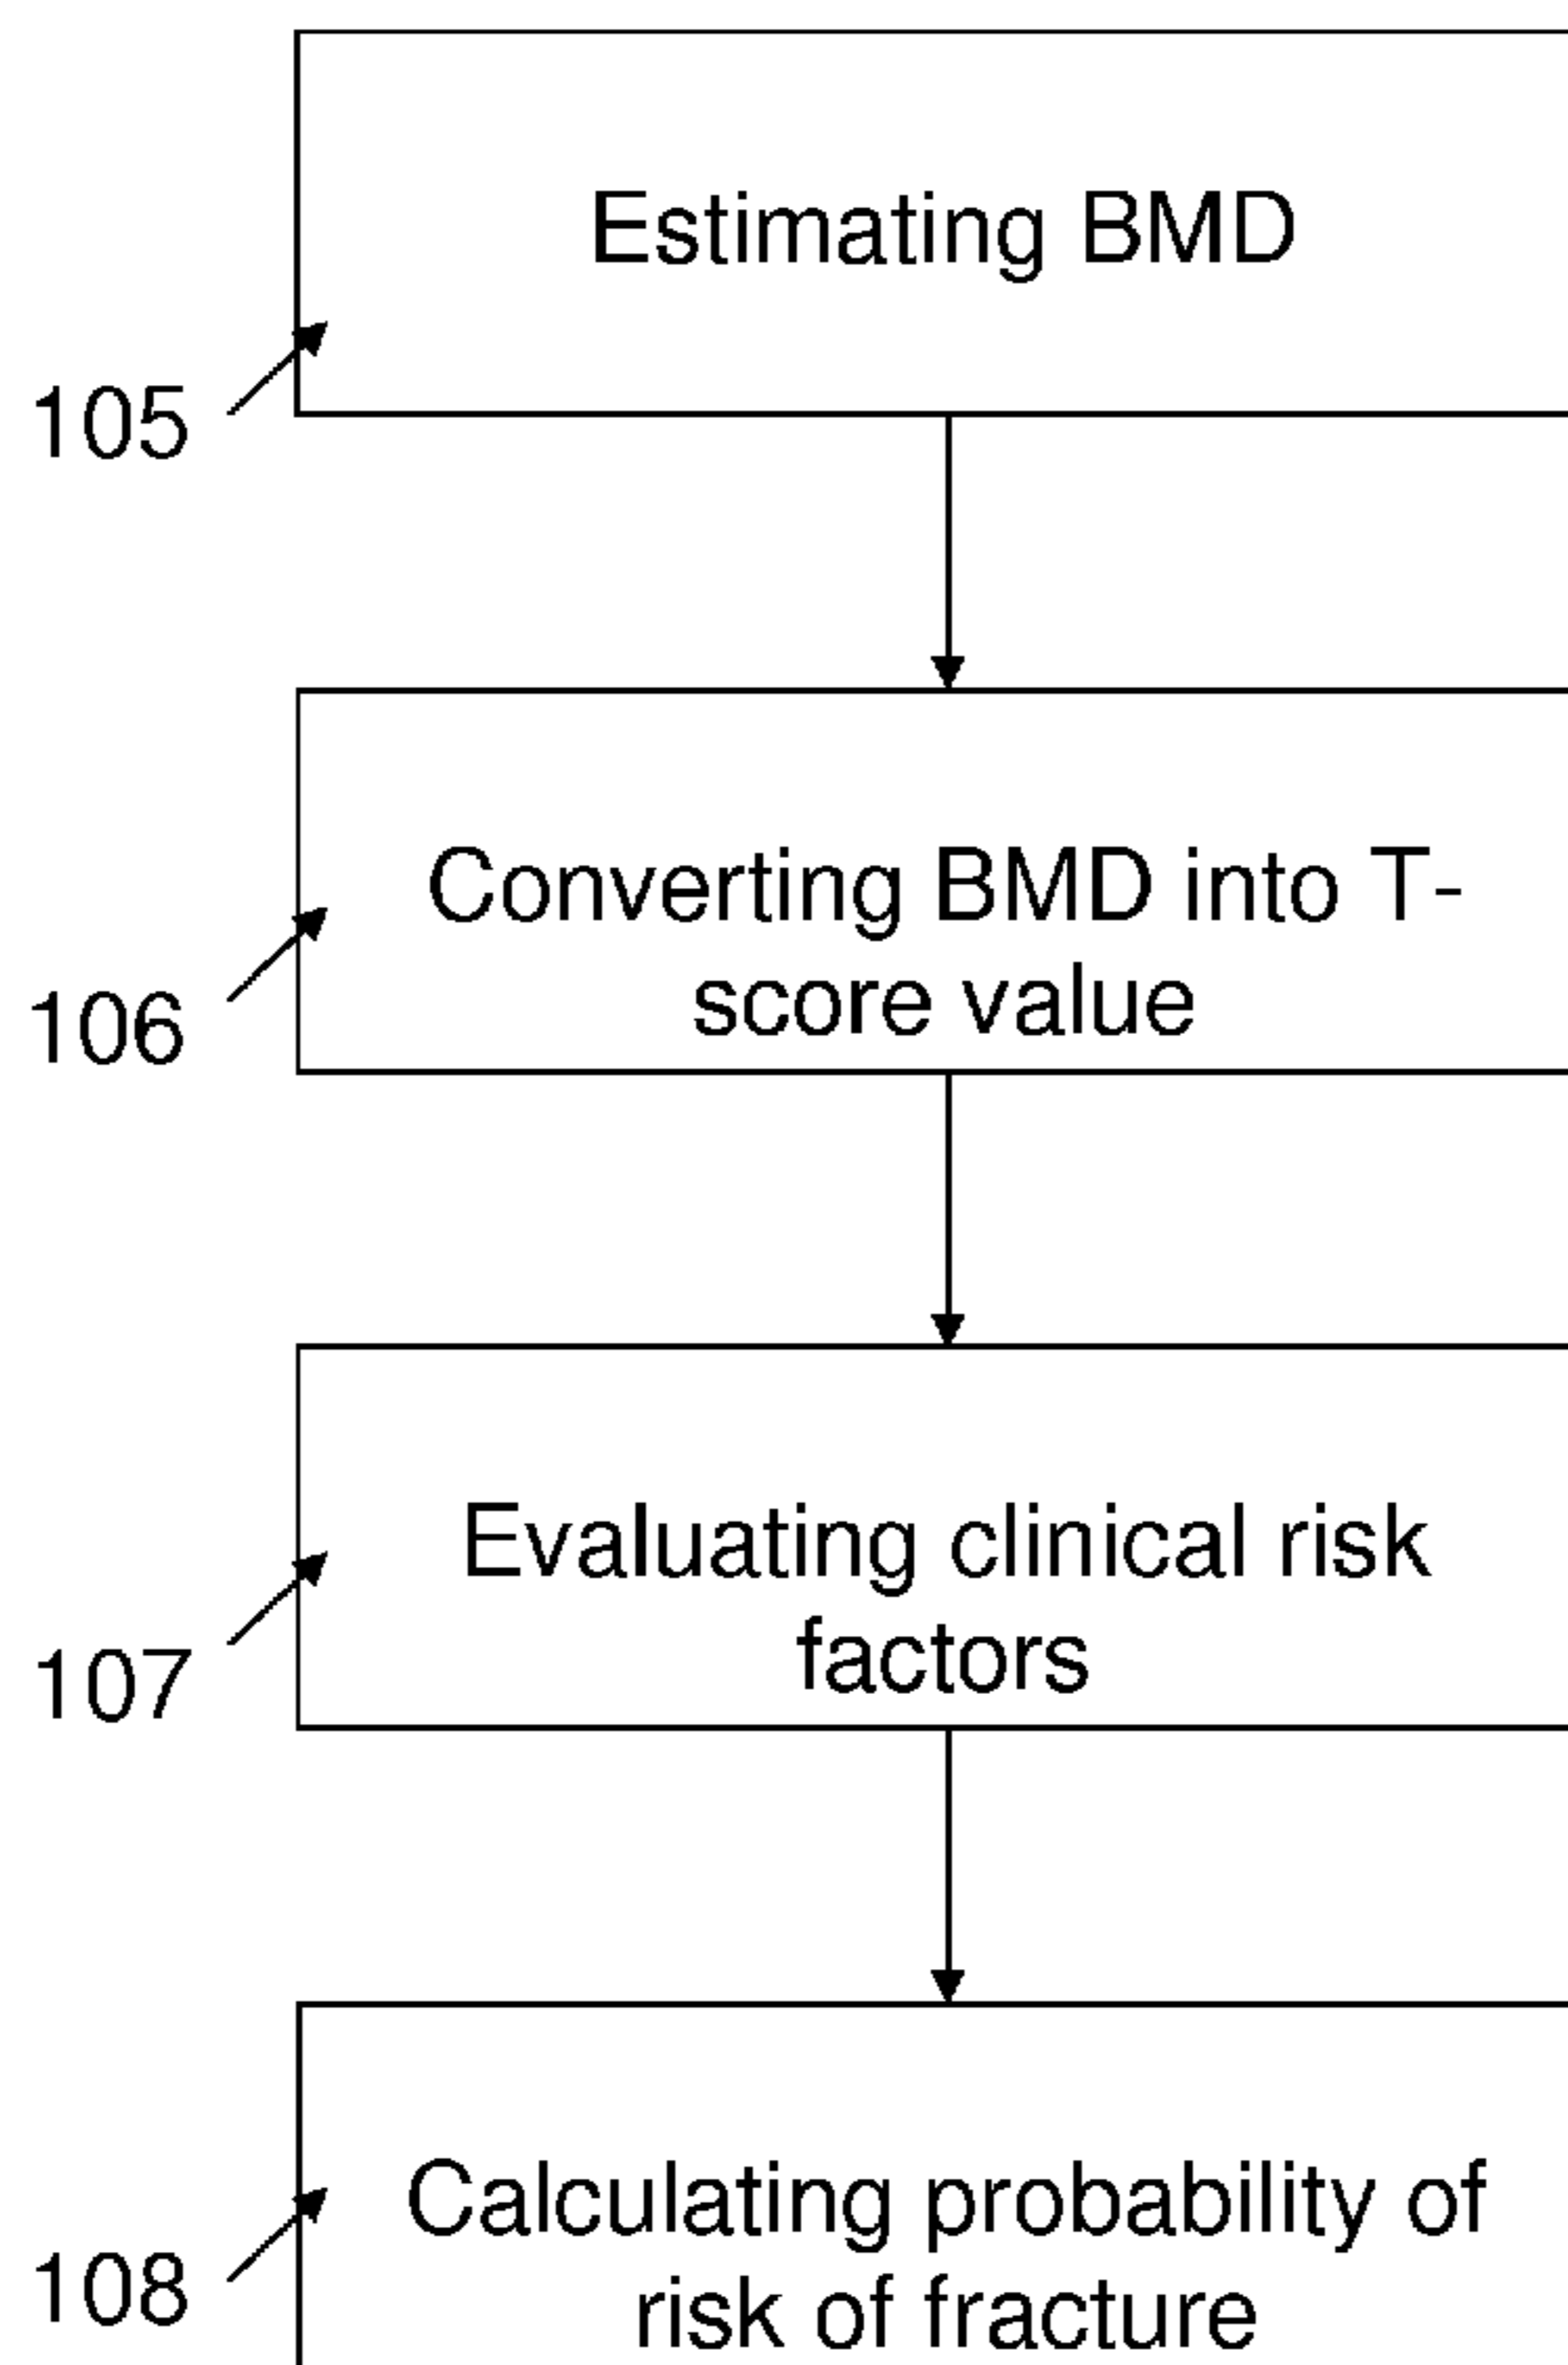 Estimating BMD
105
Converting BMD into T-
score value
106
Evaluating clinical risk
factors
107
Calculating probability of
risk of fracture
108